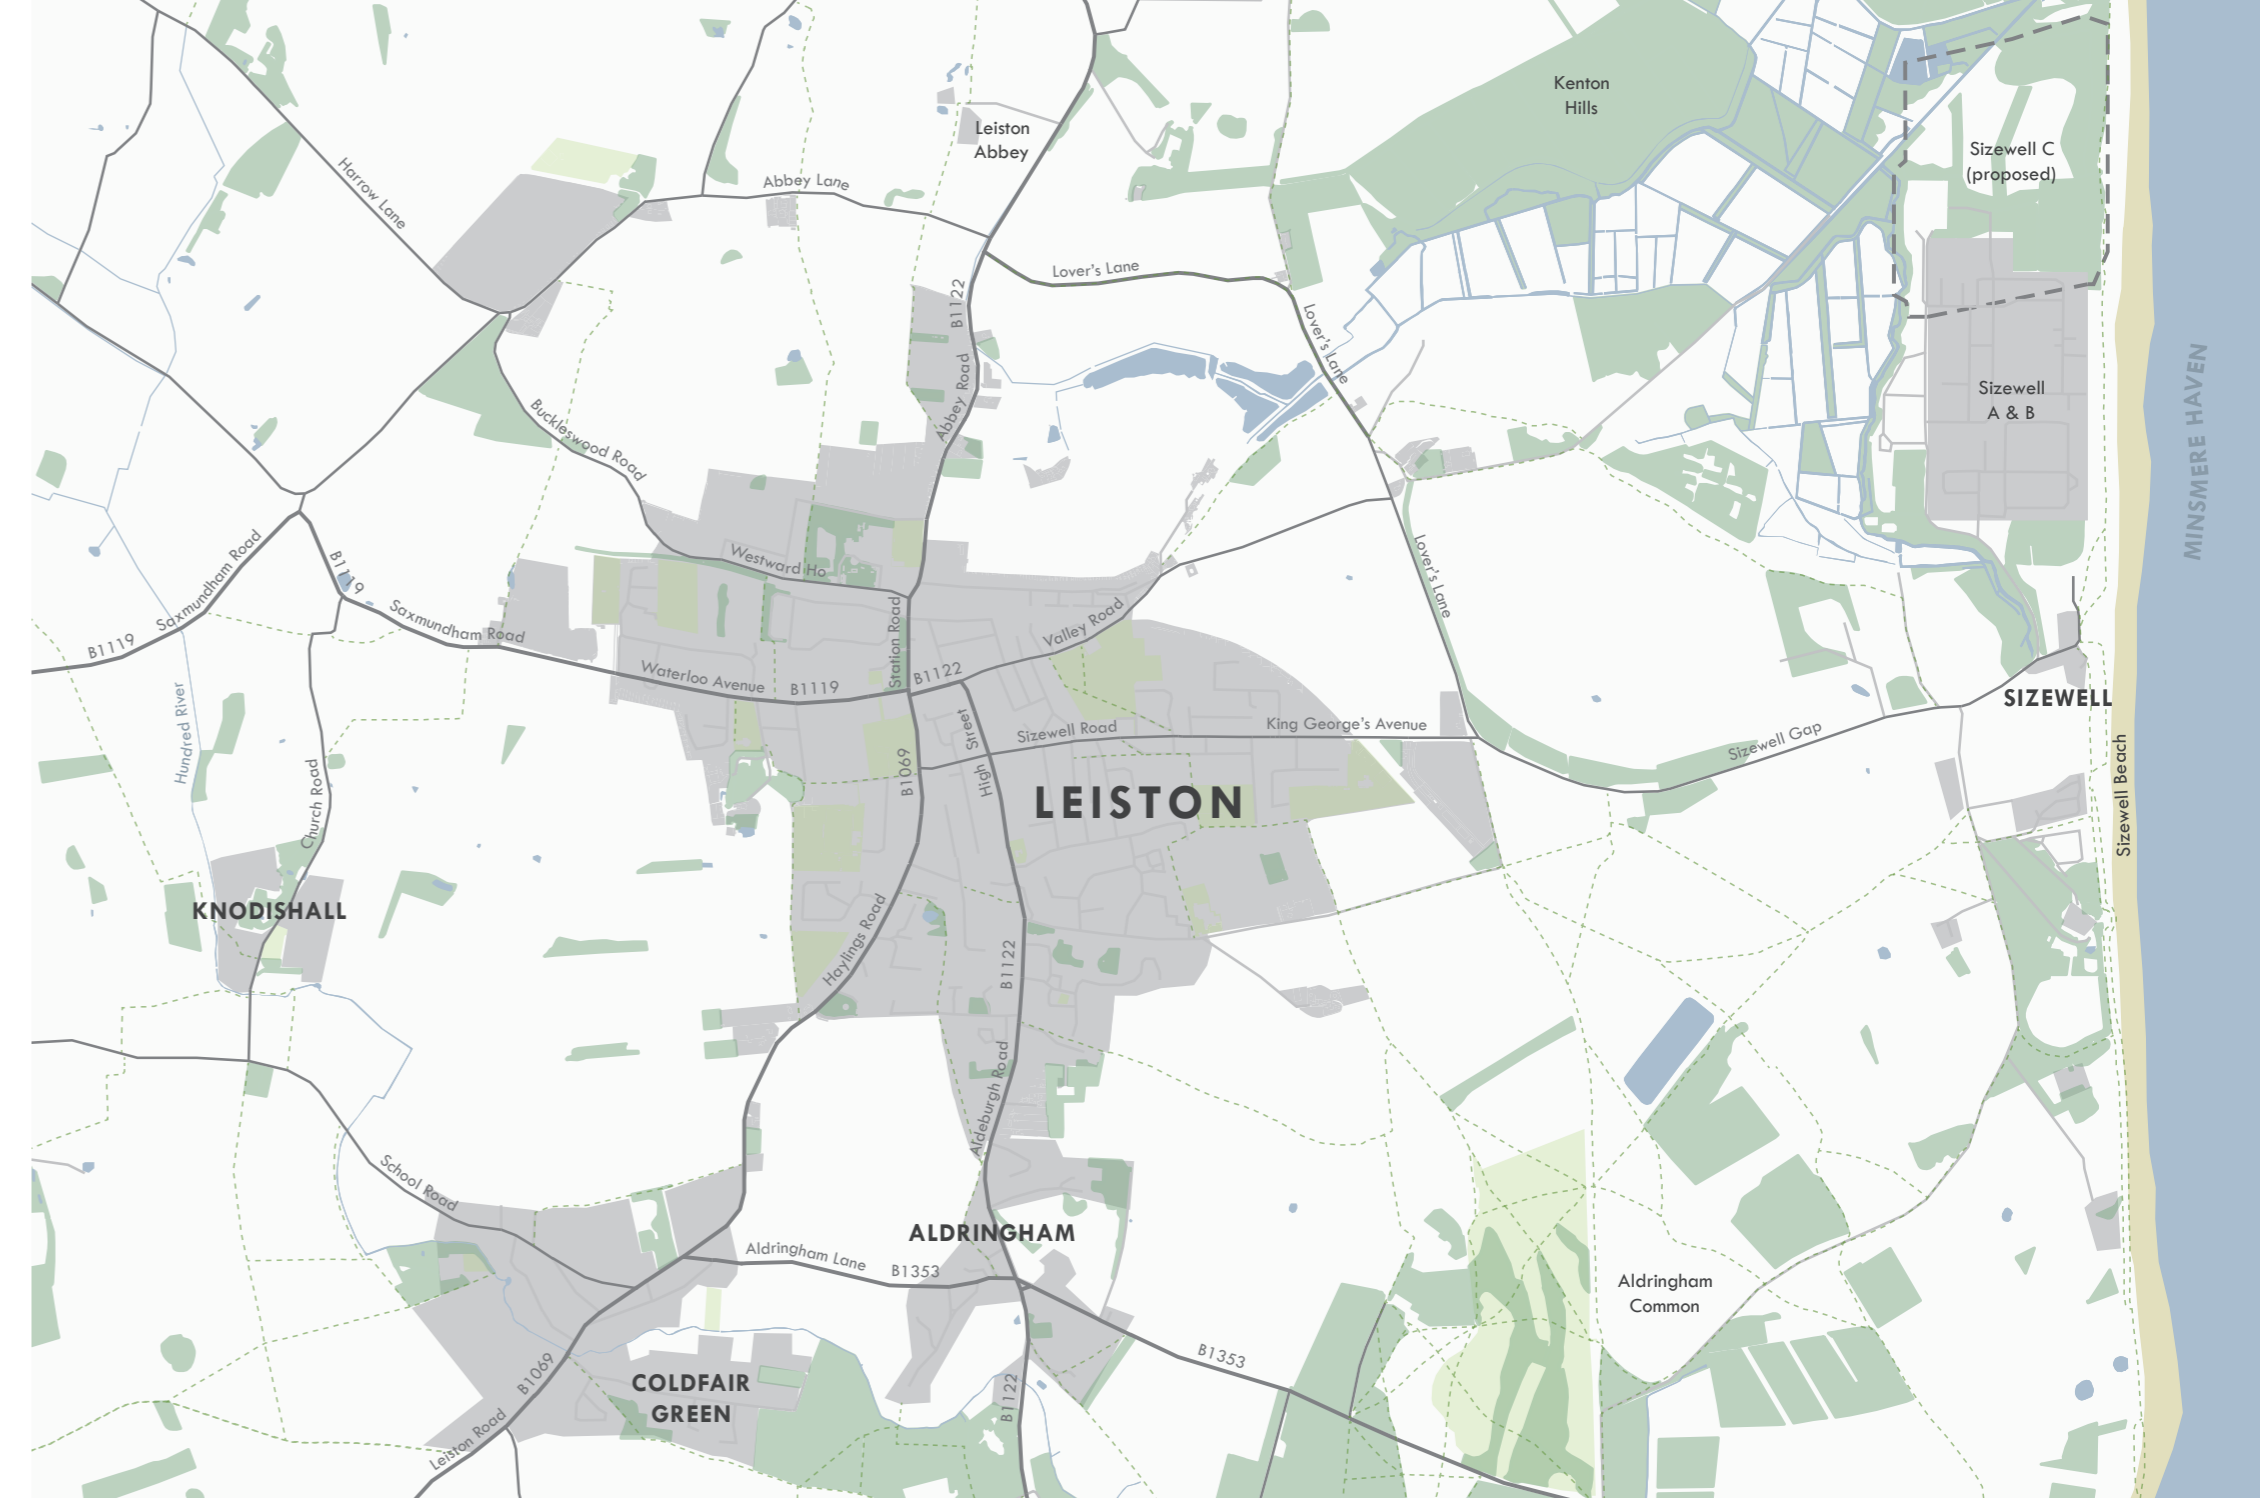 Kenton
Hills
Leiston
Abbey
Sizewell C
(proposed)
Harrow Lane
Abbey Lane
Lover's Lane
B1122
Lover's Lane
Abbey Road
Sizewell
A & B
MINSMERE HAVEN
Buckleswood Road
Saxmundham Road
B1119
B1119
Saxmundham Road
Westward Ho
Lover's Lane
Station Road
Valley Road
Waterloo Avenue
B1119
B1122
SIZEWELL
Hundred River
High Street
Sizewell Road
King George's Avenue
Sizewell Gap
B1069
LEISTON
Church Road
Sizewell Beach
KNODISHALL
Haylings Road
B1122
Aldeburgh Road
School Road
ALDRINGHAM
Aldringham Lane
B1353
Aldringham
Common
B1353
B1069
COLDFAIR
GREEN
B1122
Leiston Road